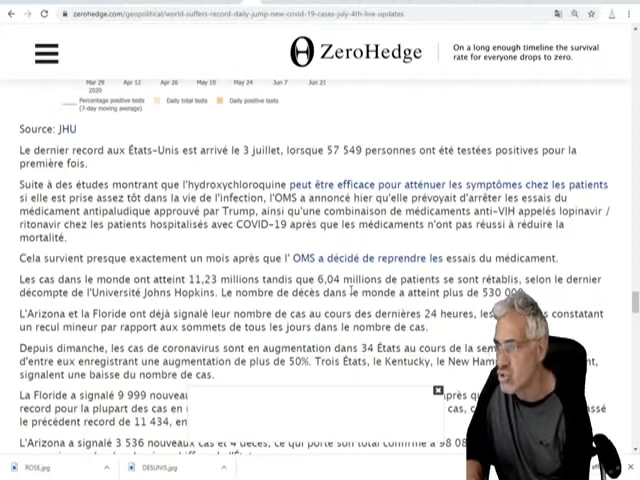 zerohedge.com/geopolitical/world-suffers-record-daily-jump-new-covid-19-cases-july-4th-live-updates
ZeroHedge
On a long enough timeline the survival
rate for everyone drops to zero.
Mar 29 Apr 12 Apr 26 May 10 May 24 Jun 7 Jun 21
2020
Percentage positive tests Daily total tests Daily positive tests
(7-day moving average)
Source: JHU
Le dernier record aux États-Unis est arrivé le 3 juillet, lorsque 57 549 personnes ont été testées positives pour la
première fois.
Suite à des études montrant que l'hydroxychloroquine peut être efficace pour atténuer les symptômes chez les patients
si elle est prise assez tôt dans la vie de l'infection, l'OMS a annoncé hier qu'elle prévoyait d'arrêter les essais du
médicament antipaludique approuvé par Trump, ainsi qu'une combinaison de médicaments anti-VIH appelés lopinavir /
ritonavir chez les patients hospitalisés avec COVID-19 après que les médicaments n'ont pas réussi à réduire la
mortalité.
Cela survient presque exactement un mois après que l' OMS a décidé de reprendre les essais du médicament.
Les cas dans le monde ont atteint 11,23 millions tandis que 6,04 millions de patients se sont rétablis, selon le dernier
décompte de l'Université Johns Hopkins. Le nombre de décès dans le monde a atteint plus de 530 000.
L'Arizona et la Floride ont déjà signalé leur nombre de cas au cours des dernières 24 heures, les constatant
un recul mineur par rapport aux sommets de tous les jours dans le nombre de cas.
Depuis dimanche, les cas de coronavirus sont en augmentation dans 34 États au cours de la
d'entre eux enregistrant une augmentation de plus de 50%. Trois États, le Kentucky, le New
signalent une baisse du nombre de cas.
La Floride a signalé 9 999
record pour la plupart des cas en cas,
le précédent record de 11 434, en
L'Arizona a signalé 3 536 nouveaux cas et 4 décès, ce qui porte son total confirmé à 98
ROSE.jpg DESUNIS.jpg